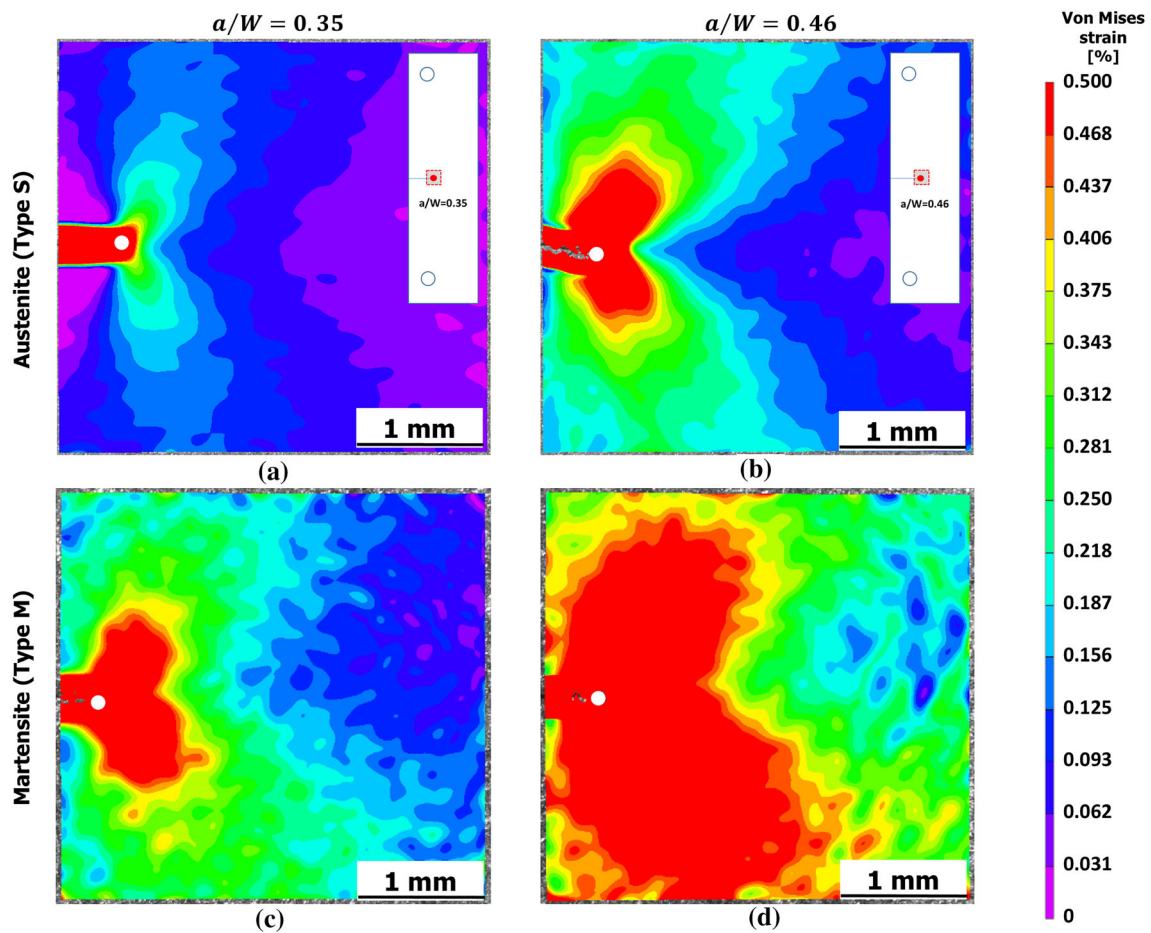 a/W = 0.35
a/W = 0.46
Von Mises
strain
[%]
Austenite (Type S)
Martensite (Type M)
a/W=0.35
1 mm
(a)
a/W=0.46
1 mm
(b)
1 mm
(c)
1 mm
(d)
0.500
0.468
0.437
0.406
0.375
0.343
0.312
0.281
0.250
0.218
0.187
0.156
0.125
0.093
0.062
0.031
0